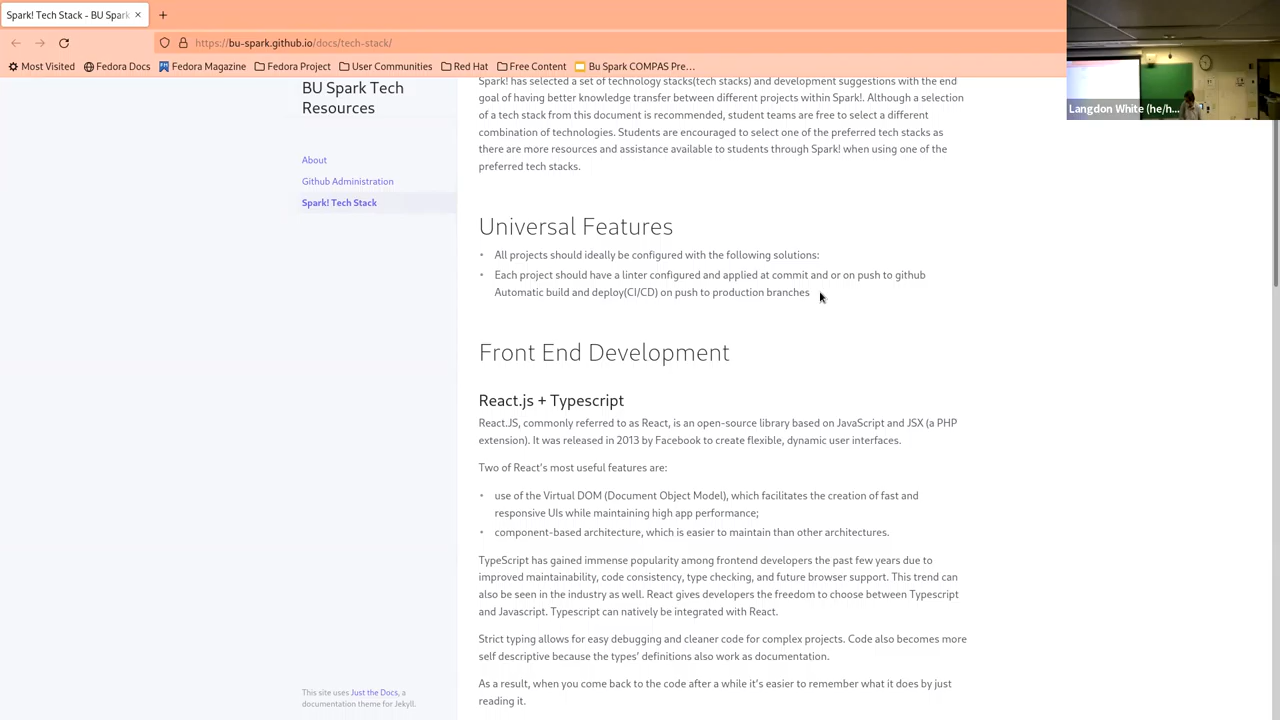 Spark! Tech Stack - BU Spark
https://bu-spark.github.io/docs/tech-stack/
Most Visited
Fedora Docs
Fedora Magazine
Fedora Project
User Communities
Red Hat
Free Content
Bu Spark COMPAS Pre…
Langdon White (he/h...
BU Spark Tech
Resources
About
Github Administration
Spark! Tech Stack
This site uses Just the Docs, a
documentation theme for Jekyll.
Spark! has selected a set of technology stacks(tech stacks) and development suggestions with the end
goal of having better knowledge transfer between different projects within Spark!. Although a selection
of a tech stack from this document is recommended, student teams are free to select a different
combination of technologies. Students are encouraged to select one of the preferred tech stacks as
there are more resources and assistance available to students through Spark! when using one of the
preferred tech stacks.
Universal Features
• All projects should ideally be configured with the following solutions:
• Each project should have a linter configured and applied at commit and or on push to github
Automatic build and deploy(CI/CD) on push to production branches
Front End Development
React.js + Typescript
React.JS, commonly referred to as React, is an open-source library based on JavaScript and JSX (a PHP
extension). It was released in 2013 by Facebook to create flexible, dynamic user interfaces.
Two of React's most useful features are:
• use of the Virtual DOM (Document Object Model), which facilitates the creation of fast and
responsive UIs while maintaining high app performance;
• component-based architecture, which is easier to maintain than other architectures.
TypeScript has gained immense popularity among frontend developers the past few years due to
improved maintainability, code consistency, type checking, and future browser support. This trend can
also be seen in the industry as well. React gives developers the freedom to choose between Typescript
and Javascript. Typescript can natively be integrated with React.
Strict typing allows for easy debugging and cleaner code for complex projects. Code also becomes more
self descriptive because the types' definitions also work as documentation.
As a result, when you come back to the code after a while it's easier to remember what it does by just
reading it.